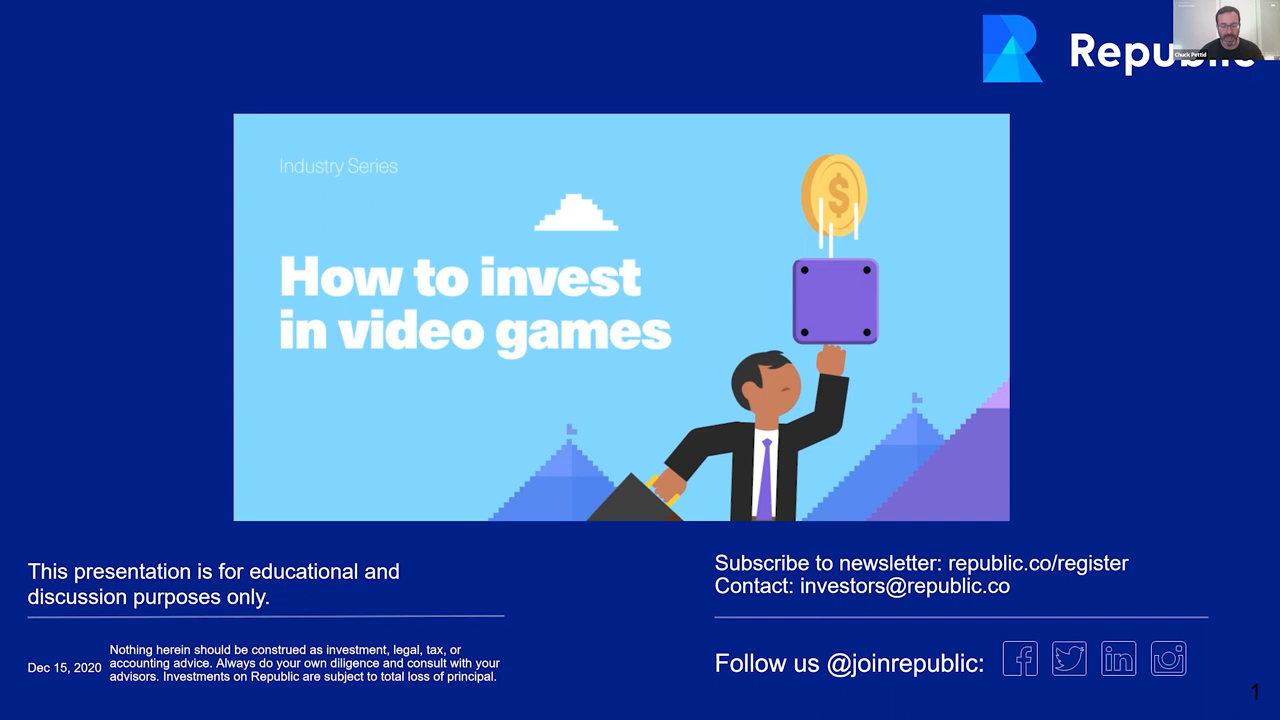 Republic
Chuck Pettid
Industry Series
How to invest
in video games
$
This presentation is for educational and
discussion purposes only.
Subscribe to newsletter: republic.co/register
Contact: investors@republic.co
Dec 15, 2020
Nothing herein should be construed as investment, legal, tax, or
accounting advice. Always do your own diligence and consult with your
advisors. Investments on Republic are subject to total loss of principal.
Follow us @joinrepublic:
1